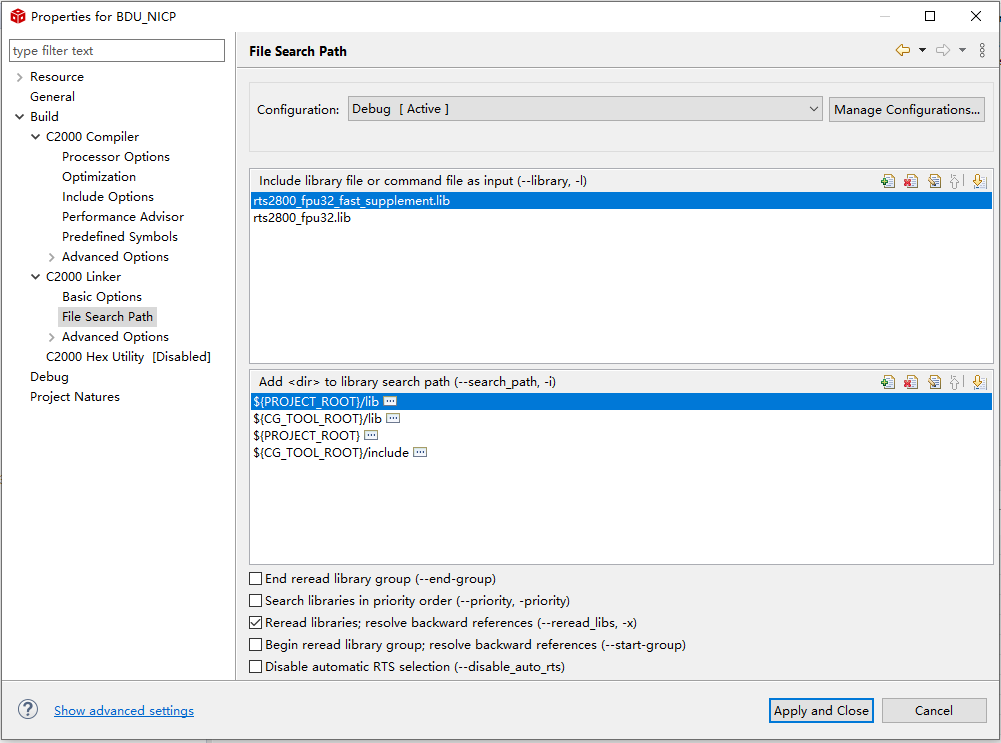 Properties for BDU_NICP
type filter text
Resource
General
Build
C2000 Compiler
Processor Options
Optimization
Include Options
Performance Advisor
Predefined Symbols
Advanced Options
C2000 Linker
Basic Options
File Search Path
Advanced Options
C2000 Hex Utility [Disabled]
Debug
Project Natures
File Search Path
Configuration: Debug [ Active ] Manage Configurations...
Include library file or command file as input (--library, -l)
rts2800_fpu32_fast_supplement.lib
rts2800_fpu32.lib
Add <dir> to library search path (--search_path, -i)
${PROJECT_ROOT}/lib
${CG_TOOL_ROOT}/lib
${PROJECT_ROOT}
${CG_TOOL_ROOT}/include
End reread library group (--end-group)
Search libraries in priority order (--priority, -priority)
Reread libraries; resolve backward references (--reread_libs, -x)
Begin reread library group; resolve backward references (--start-group)
Disable automatic RTS selection (--disable_auto_rts)
Show advanced settings
Apply and Close Cancel